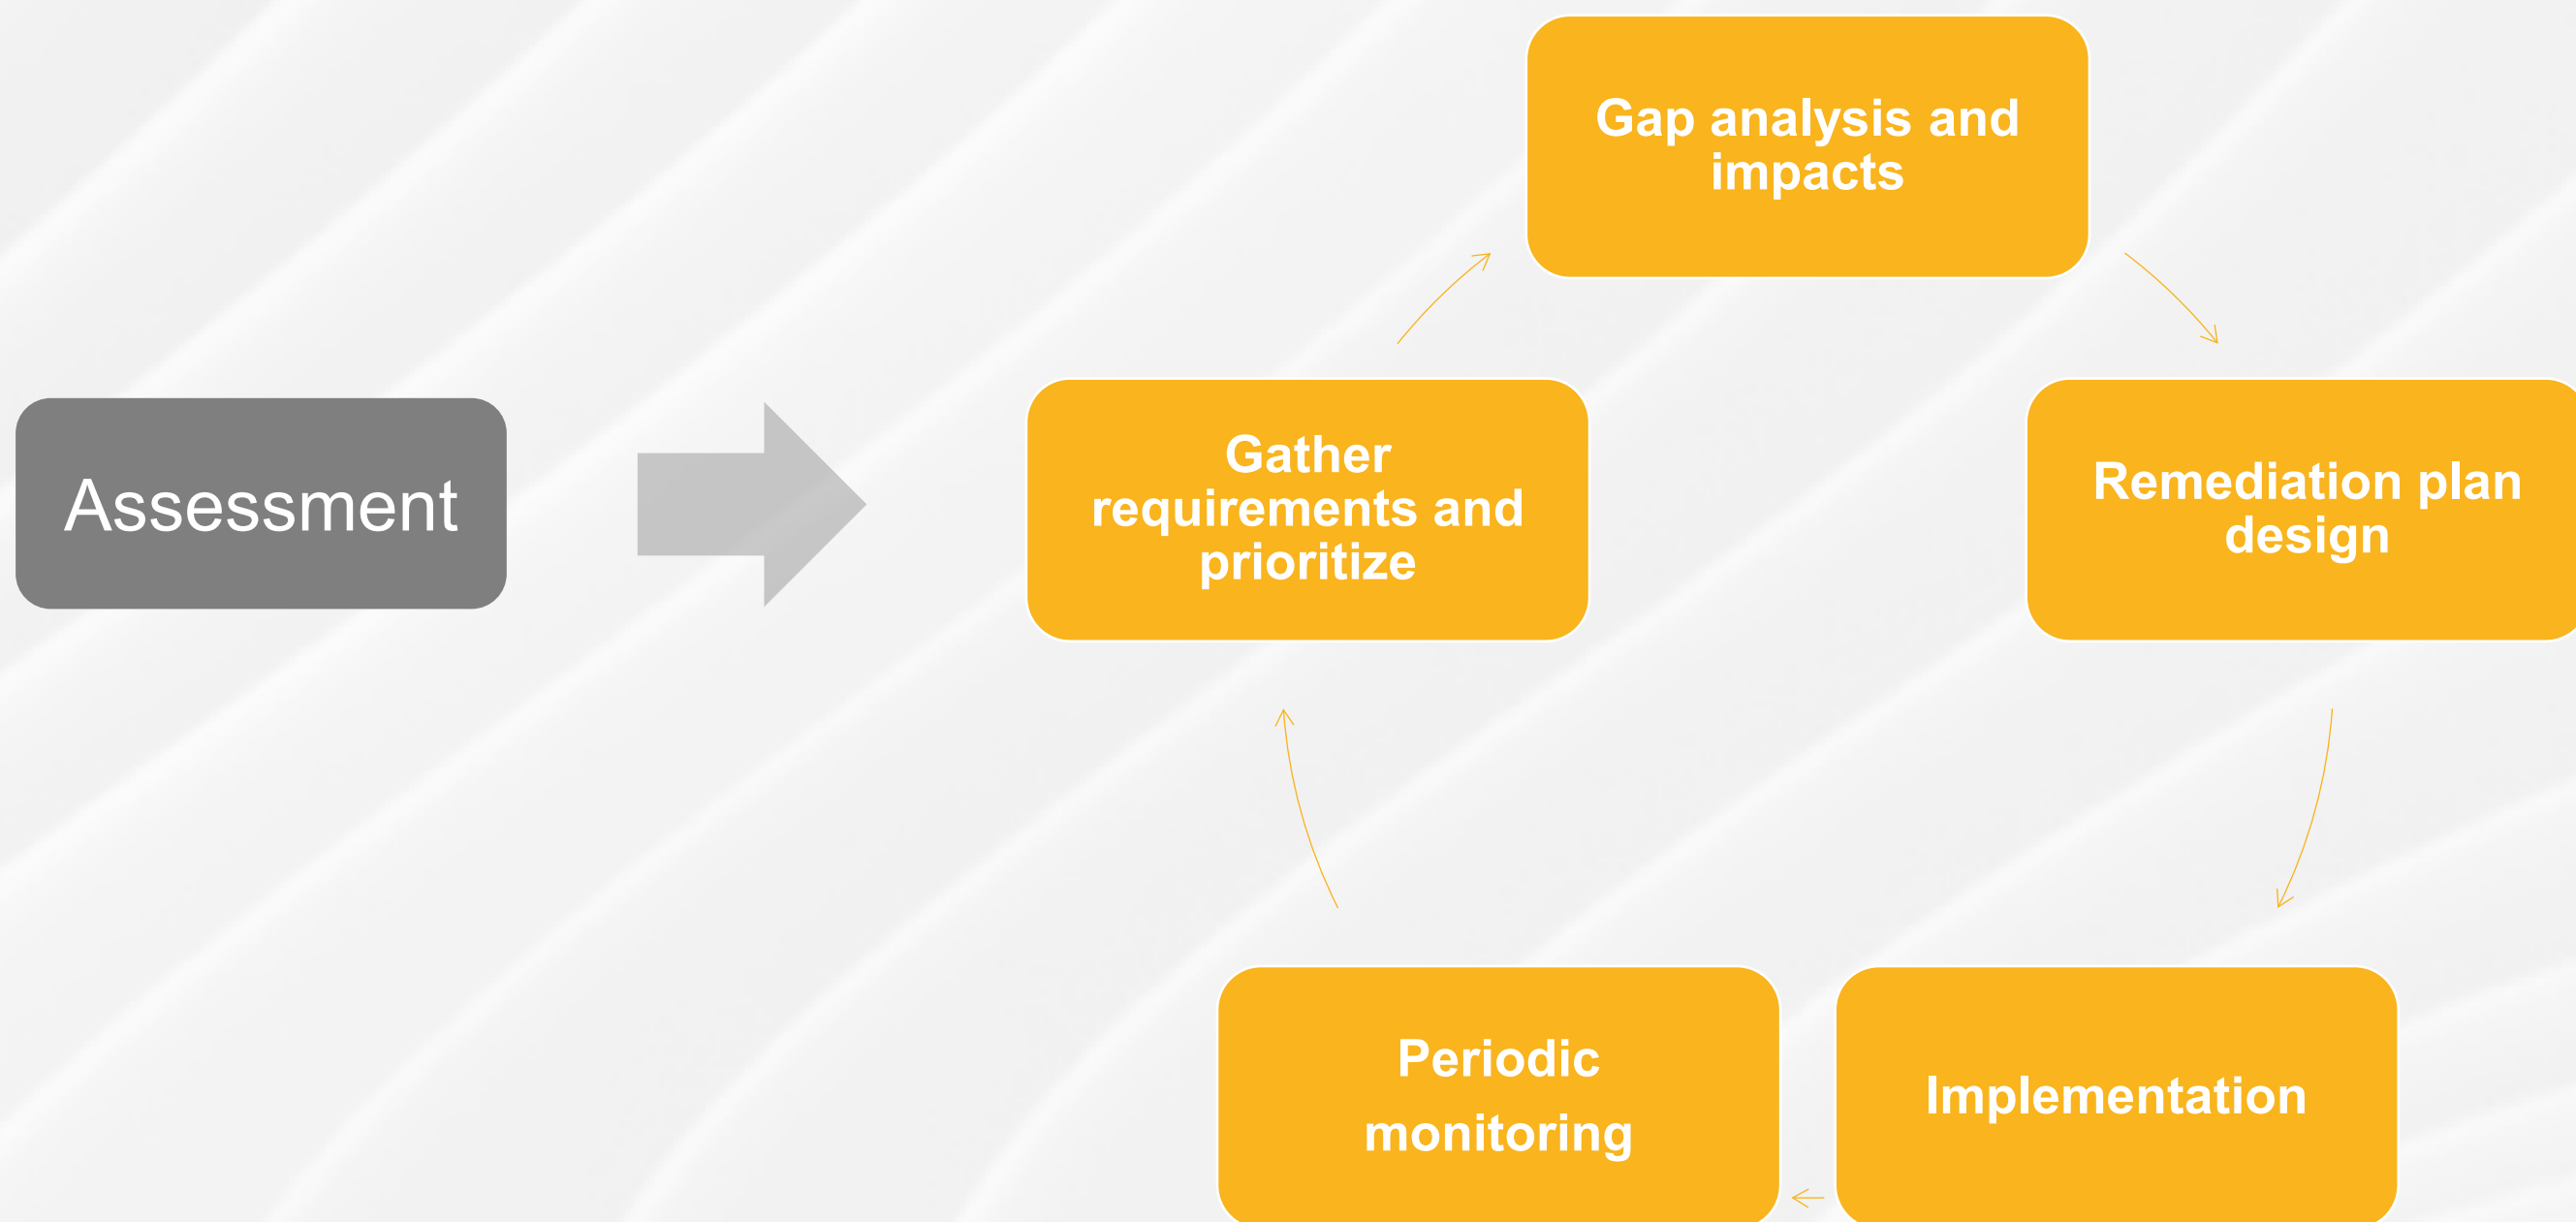 Gap analysis and
impacts
Assessment
Gather
requirements and
prioritize
Remediation plan
design
Periodic
monitoring
Implementation